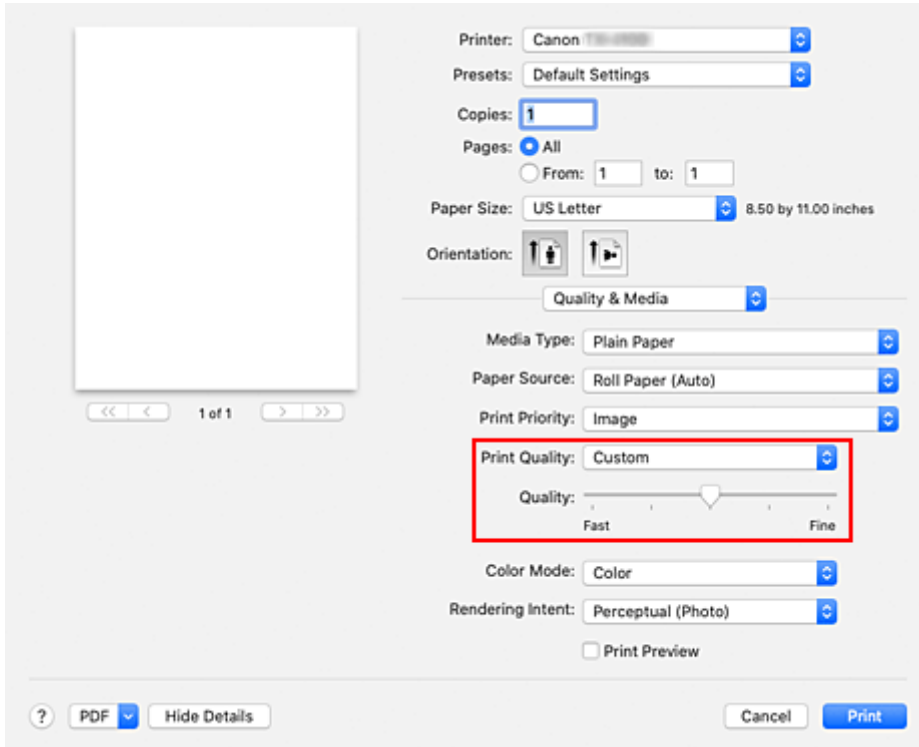 Printer: Canon
Presets: Default Settings
Copies: 1
Pages: All
From: 1 to: 1
Paper Size: US Letter 8.50 by 11.00 inches
Orientation:
Quality & Media
Media Type: Plain Paper
Paper Source: Roll Paper (Auto)
<< < 1 of 1 > >>
Print Priority: Image
Print Quality: Custom
Quality:
Fast Fine
Color Mode: Color
Rendering Intent: Perceptual (Photo)
Print Preview
? PDF Hide Details Cancel Print